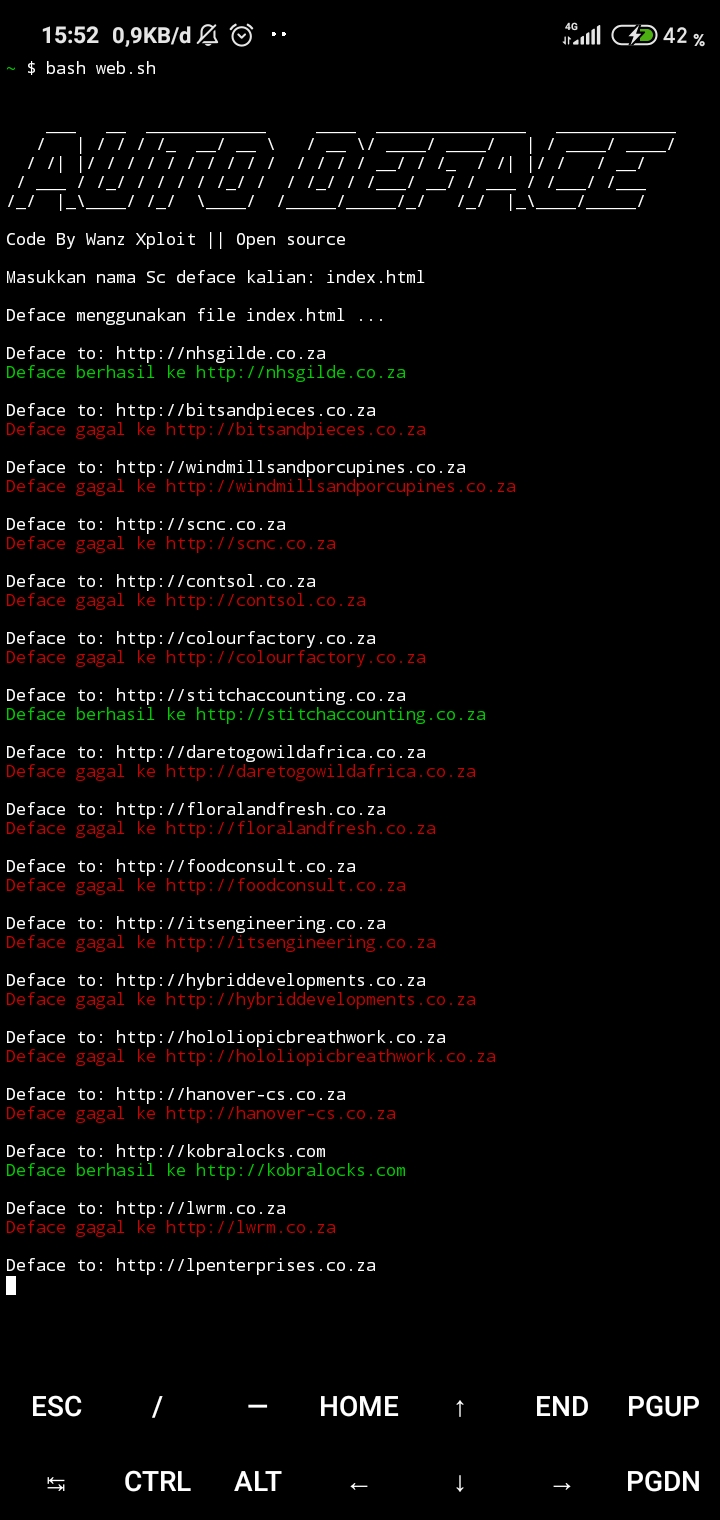 15:52 0,9KB/d 4G 42 %
~ $ bash web.sh
AUTO DEFACE
Code By Wanz Xploit || Open source
Masukkan nama Sc deface kalian: index.html
Deface menggunakan file index.html ...
Deface to: http://nhsgilde.co.za
Deface berhasil ke http://nhsgilde.co.za
Deface to: http://bitsandpieces.co.za
Deface gagal ke http://bitsandpieces.co.za
Deface to: http://windmillsandporcupines.co.za
Deface gagal ke http://windmillsandporcupines.co.za
Deface to: http://scnc.co.za
Deface gagal ke http://scnc.co.za
Deface to: http://contsol.co.za
Deface gagal ke http://contsol.co.za
Deface to: http://colourfactory.co.za
Deface gagal ke http://colourfactory.co.za
Deface to: http://stitchaccounting.co.za
Deface berhasil ke http://stitchaccounting.co.za
Deface to: http://daretogowildafrica.co.za
Deface gagal ke http://daretogowildafrica.co.za
Deface to: http://floralandfresh.co.za
Deface gagal ke http://floralandfresh.co.za
Deface to: http://foodconsult.co.za
Deface gagal ke http://foodconsult.co.za
Deface to: http://itsengineering.co.za
Deface gagal ke http://itsengineering.co.za
Deface to: http://hybriddevelopments.co.za
Deface gagal ke http://hybriddevelopments.co.za
Deface to: http://hololiopicbreathwork.co.za
Deface gagal ke http://hololiopicbreathwork.co.za
Deface to: http://hanover-cs.co.za
Deface gagal ke http://hanover-cs.co.za
Deface to: http://kobralocks.com
Deface berhasil ke http://kobralocks.com
Deface to: http://lwrm.co.za
Deface gagal ke http://lwrm.co.za
Deface to: http://lpenterprises.co.za
ESC / — HOME ↑ END PGUP
↹ CTRL ALT ← ↓ → PGDN